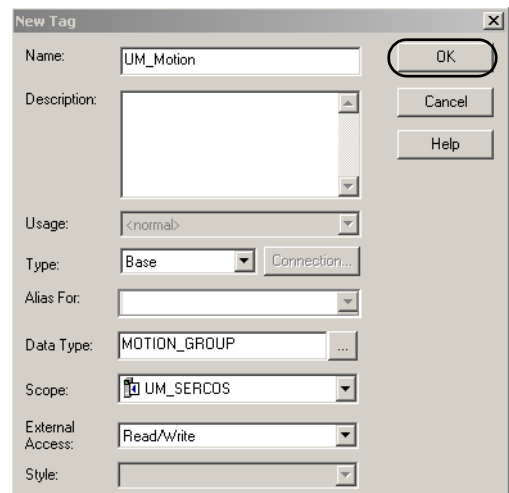 New Tag
Name: UM_Motion OK
Description: Cancel
Help
Usage: <normal>
Type: Base Connection...
Alias For:
Data Type: MOTION_GROUP ...
Scope: UM_SERCOS
External
Access: Read/Write
Style: